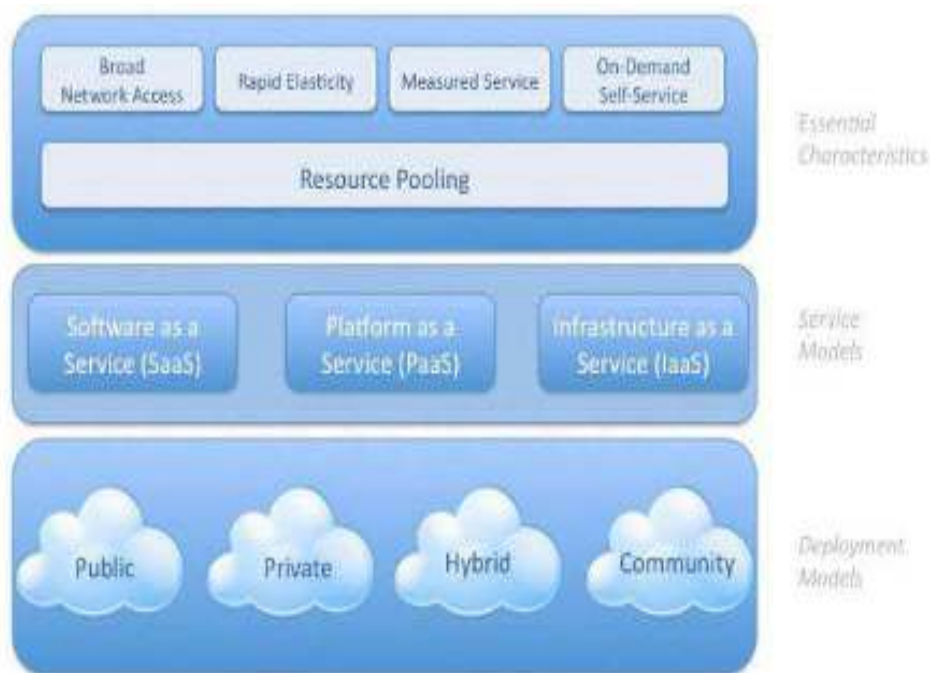 Broad
Network Access
Rapid Elasticity
Measured Service
On-Demand
Self-Service
Essential
Characteristics
Resource Pooling
Software as a
Service (SaaS)
Platform as a
Service (PaaS)
Infrastructure as a
Service (IaaS)
Service
Models
Public
Private
Hybrid
Community
Deployment
Models